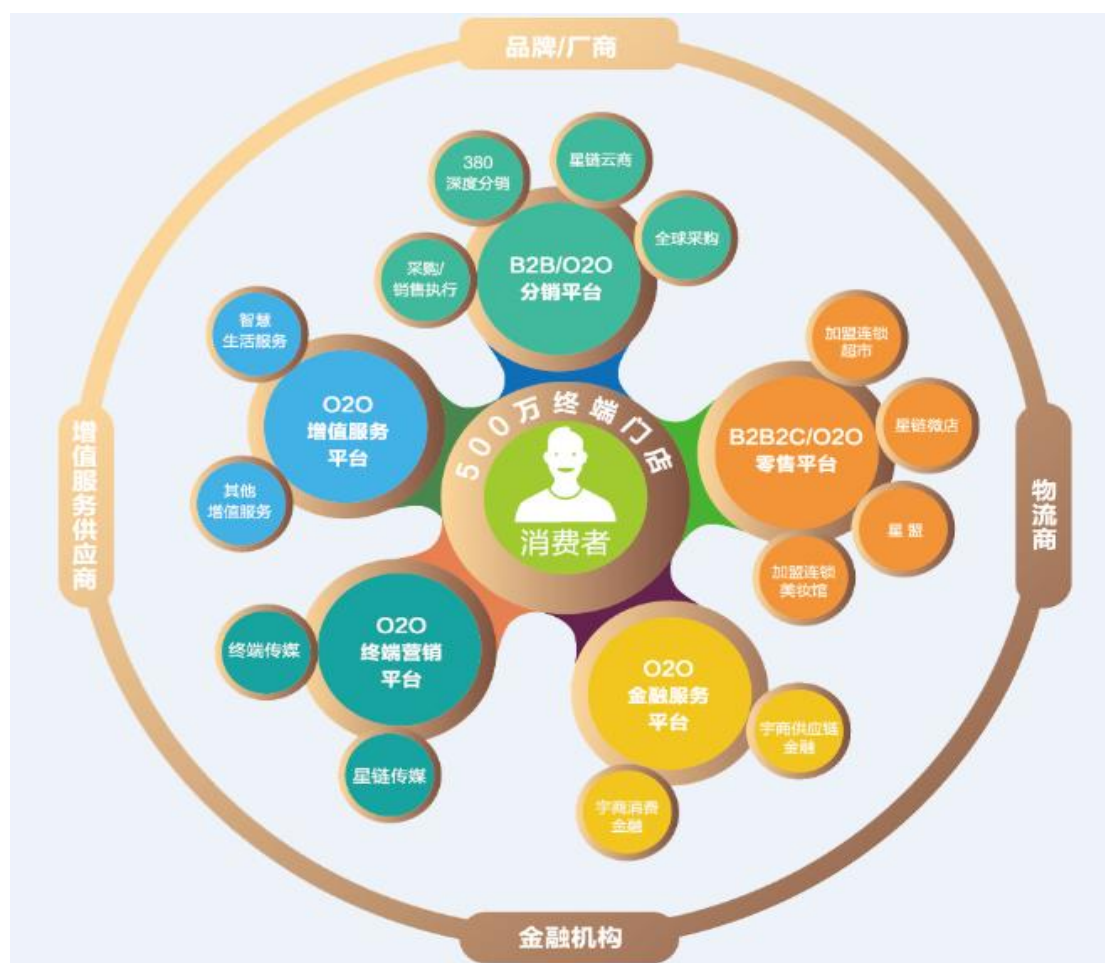 品牌/厂商
380
深度分销
星链云商
全球采购
采购/
销售执行
B2B/O2O
分销平台
智慧
生活服务
O2O
增值服务
平台
其他
增值服务
加盟连锁
超市
星链微店
B2B2C/O2O
零售平台
星盟
加盟连锁
美妆馆
500万终端门店
消费者
增值服务供应商
物流商
O2O
终端营销
平台
终端传媒
星链传媒
O2O
金融服务
平台
宇商供应链
金融
宇商消费
金融
金融机构